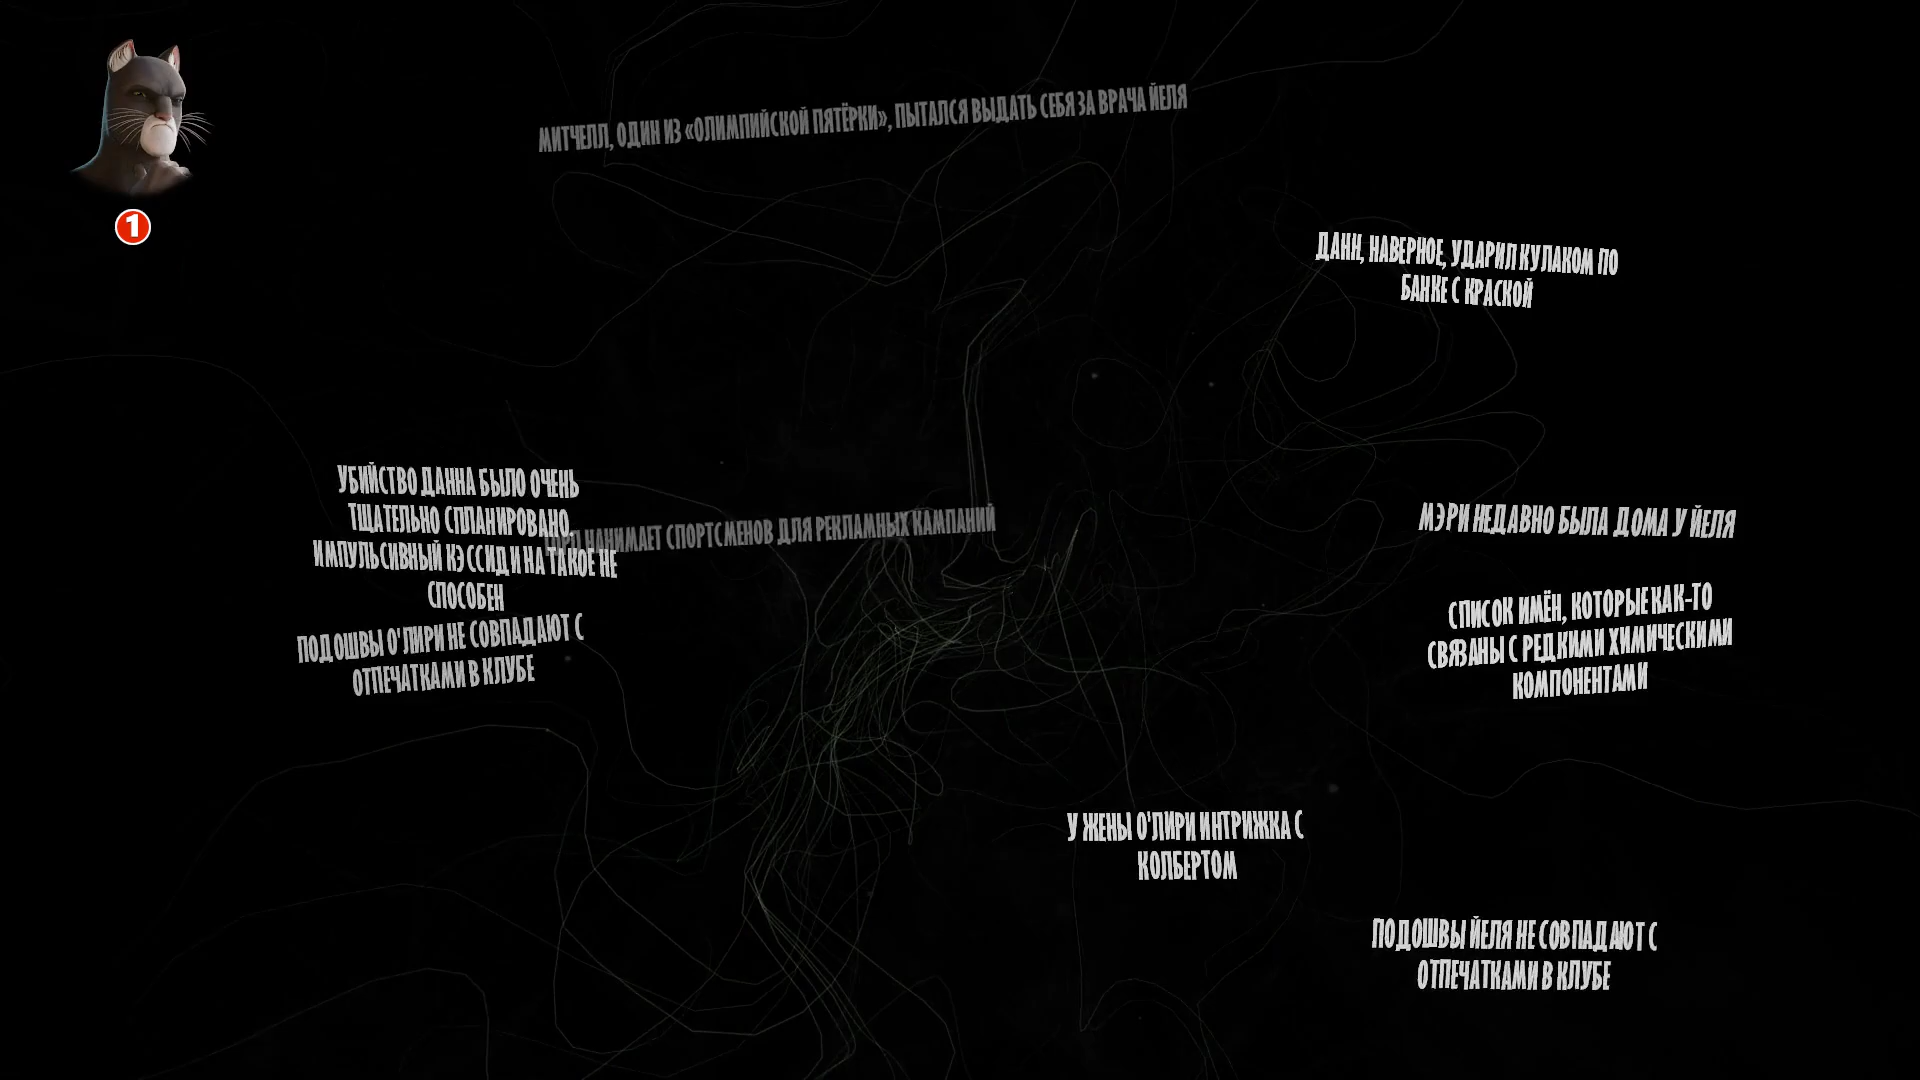 1
МИТЧЕЛЛ, ОДИН ИЗ «ОЛИМПИЙСКОЙ ПЯТЁРКИ», ПЫТАЛСЯ ВЫДАТЬ СЕБЯ ЗА ВРАЧА ЙЕЛЯ
ДАНН, НАВЕРНОЕ, УДАРИЛ КУЛАКОМ ПО
БАНКЕ С КРАСКОЙ
УБИЙСТВО ДАННА БЫЛО ОЧЕНЬ
ТЩАТЕЛЬНО СПЛАНИРОВАНО.
ИМПУЛЬСИВНЫЙ КЭССИДИ НА ТАКОЕ НЕ
СПОСОБЕН
НАНИМАЕТ СПОРТСМЕНОВ ДЛЯ РЕКЛАМНЫХ КАМПАНИЙ
МЭРИ НЕДАВНО БЫЛА ДОМА У ЙЕЛЯ
СПИСОК ИМЁН, КОТОРЫЕ КАК-ТО
СВЯЗАНЫ С РЕДКИМИ ХИМИЧЕСКИМИ
КОМПОНЕНТАМИ
ПОДОШВЫ О'ЛИРИ НЕ СОВПАДАЮТ С
ОТПЕЧАТКАМИ В КЛУБЕ
У ЖЕНЫ О'ЛИРИ ИНТРИЖКА С
КОЛБЕРТОМ
ПОДОШВЫ ЙЕЛЯ НЕ СОВПАДАЮТ С
ОТПЕЧАТКАМИ В КЛУБЕ